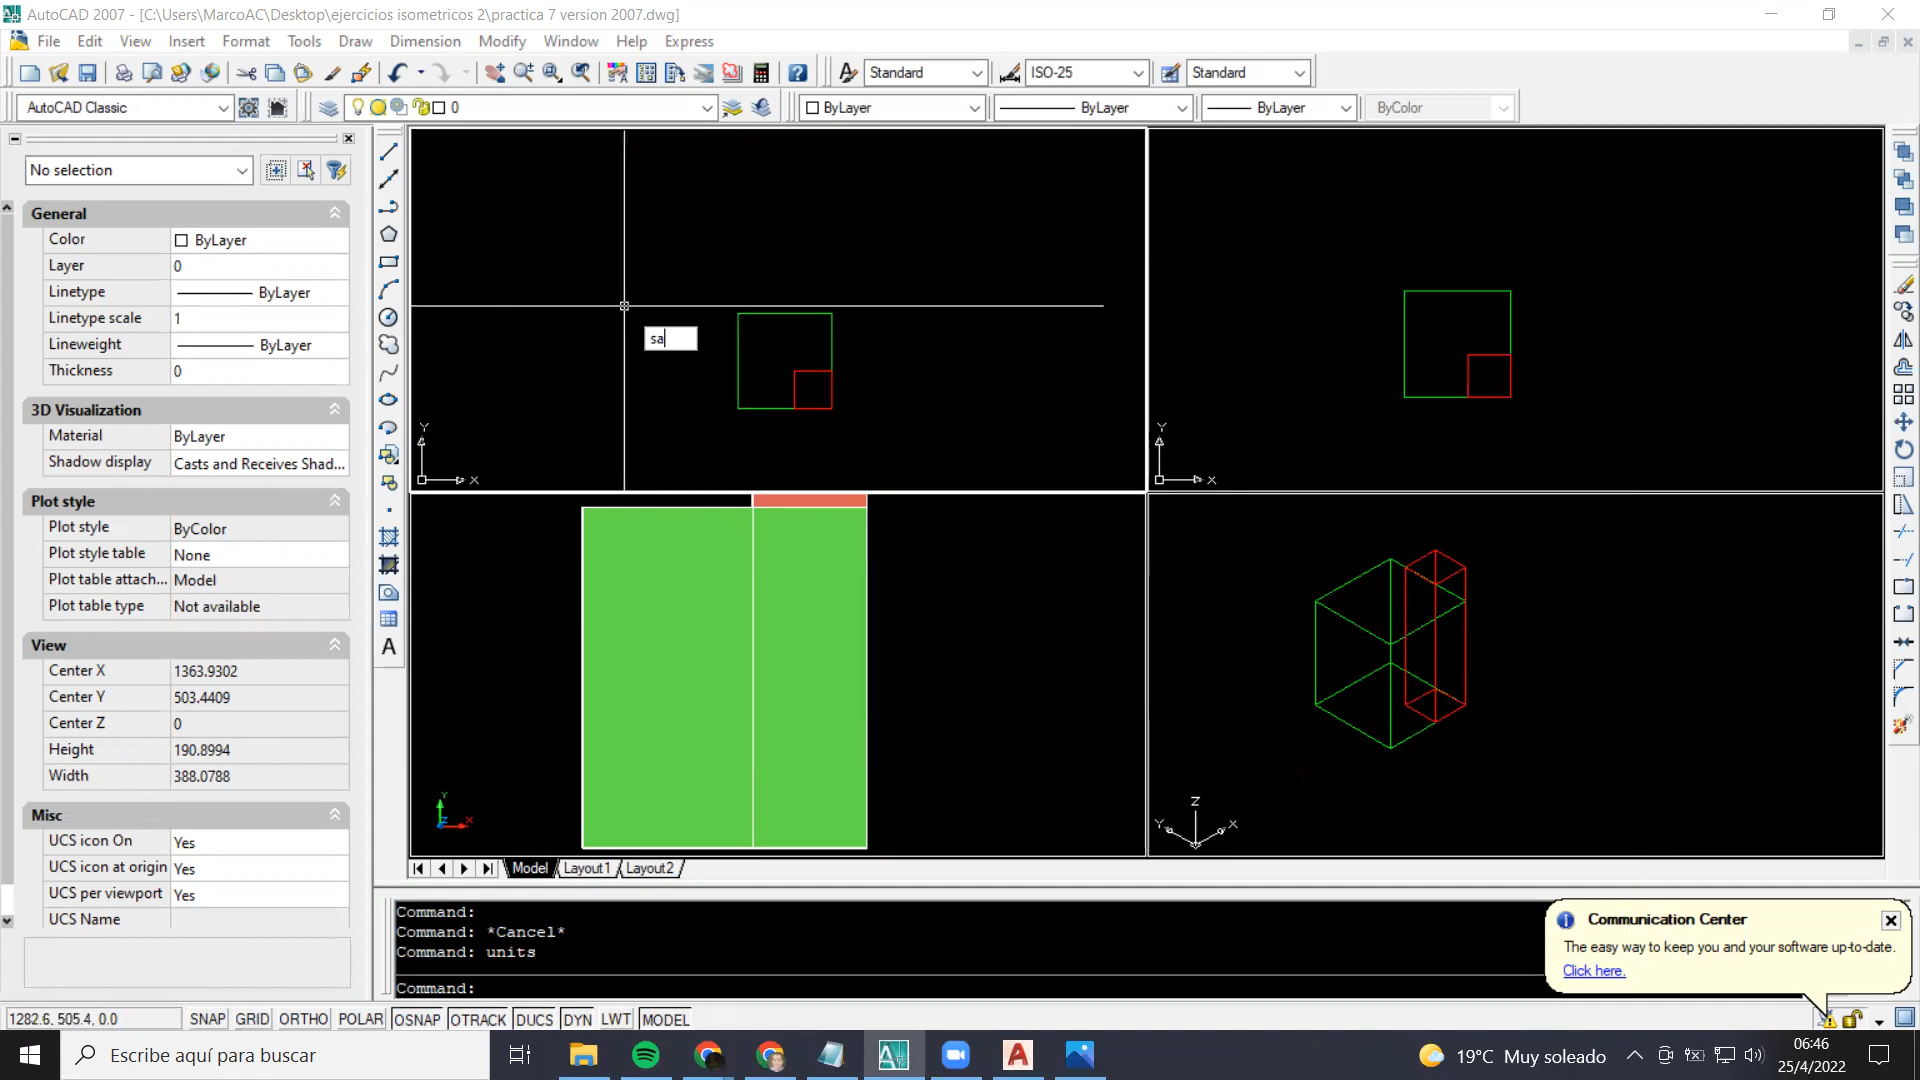 AutoCAD 2007 - [C:\Users\MarcoAC\Desktop\ejercicios isometricos 2\practica 7 version 2007.dwg]
File Edit View Insert Format Tools Draw Dimension Modify Window Help Express
Standard ISO-25 Standard
AutoCAD Classic 0 ByLayer ByLayer ByLayer ByColor
No selection
General
Color ByLayer
Layer 0
Linetype ByLayer
Linetype scale 1
Lineweight ByLayer
Thickness 0
3D Visualization
Material ByLayer
Shadow display Casts and Receives Shad...
Plot style
Plot style ByColor
Plot style table None
Plot table attach... Model
Plot table type Not available
View
Center X 1363.9302
Center Y 503.4409
Center Z 0
Height 190.8994
Width 388.0788
Misc
UCS icon On Yes
UCS icon at origin Yes
UCS per viewport Yes
UCS Name
A
sa
Y
X
Y
X
Y
Z
X
Z
Y
X
Model Layout1 Layout2
Command:
Command: *Cancel*
Command: units
Command:
Communication Center
The easy way to keep you and your software up-to-date.
Click here.
1282.6, 505.4, 0.0 SNAP GRID ORTHO POLAR OSNAP OTRACK DUCS DYN LWT MODEL
Escribe aquí para buscar
19°C Muy soleado
06:46
25/4/2022